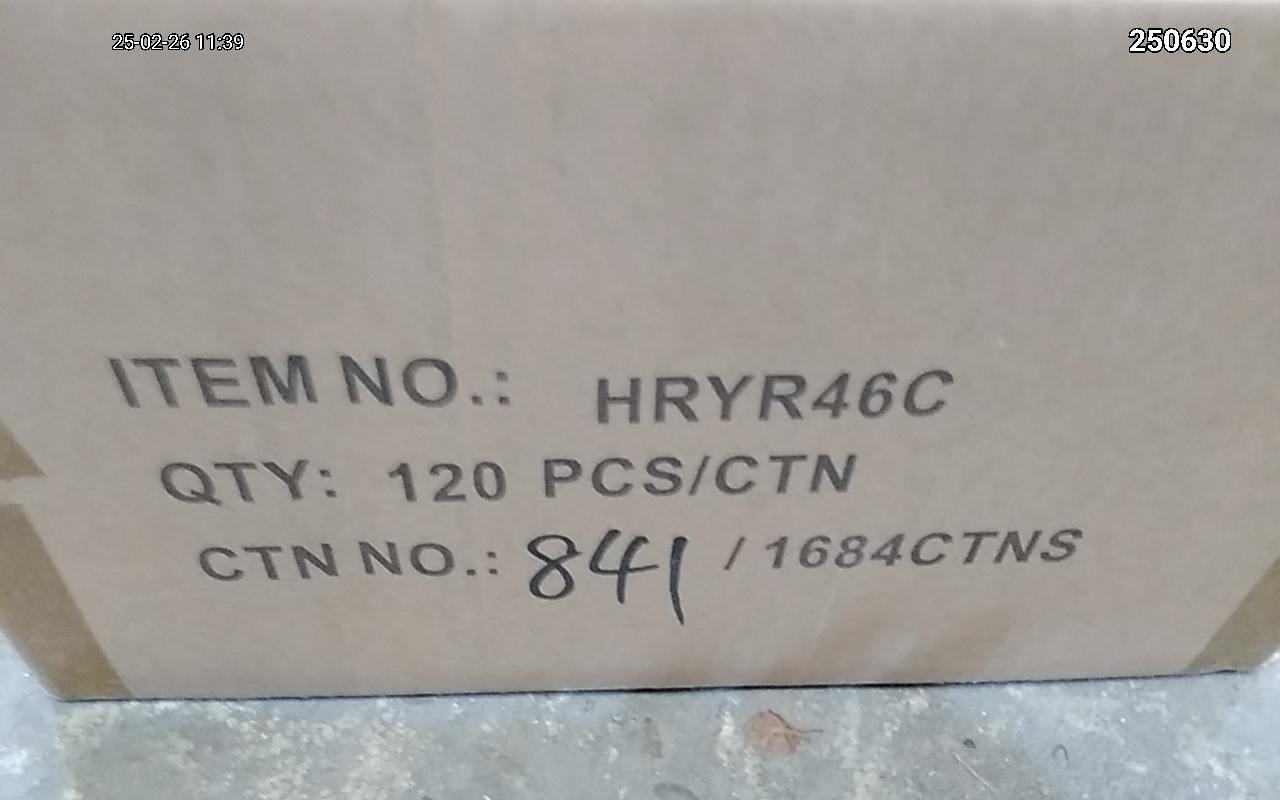 25-02-26 11:39
250630
ITEM NO.: HRYR46C
QTY: 120 PCS/CTN
CTN NO.: 841 / 1684CTNS